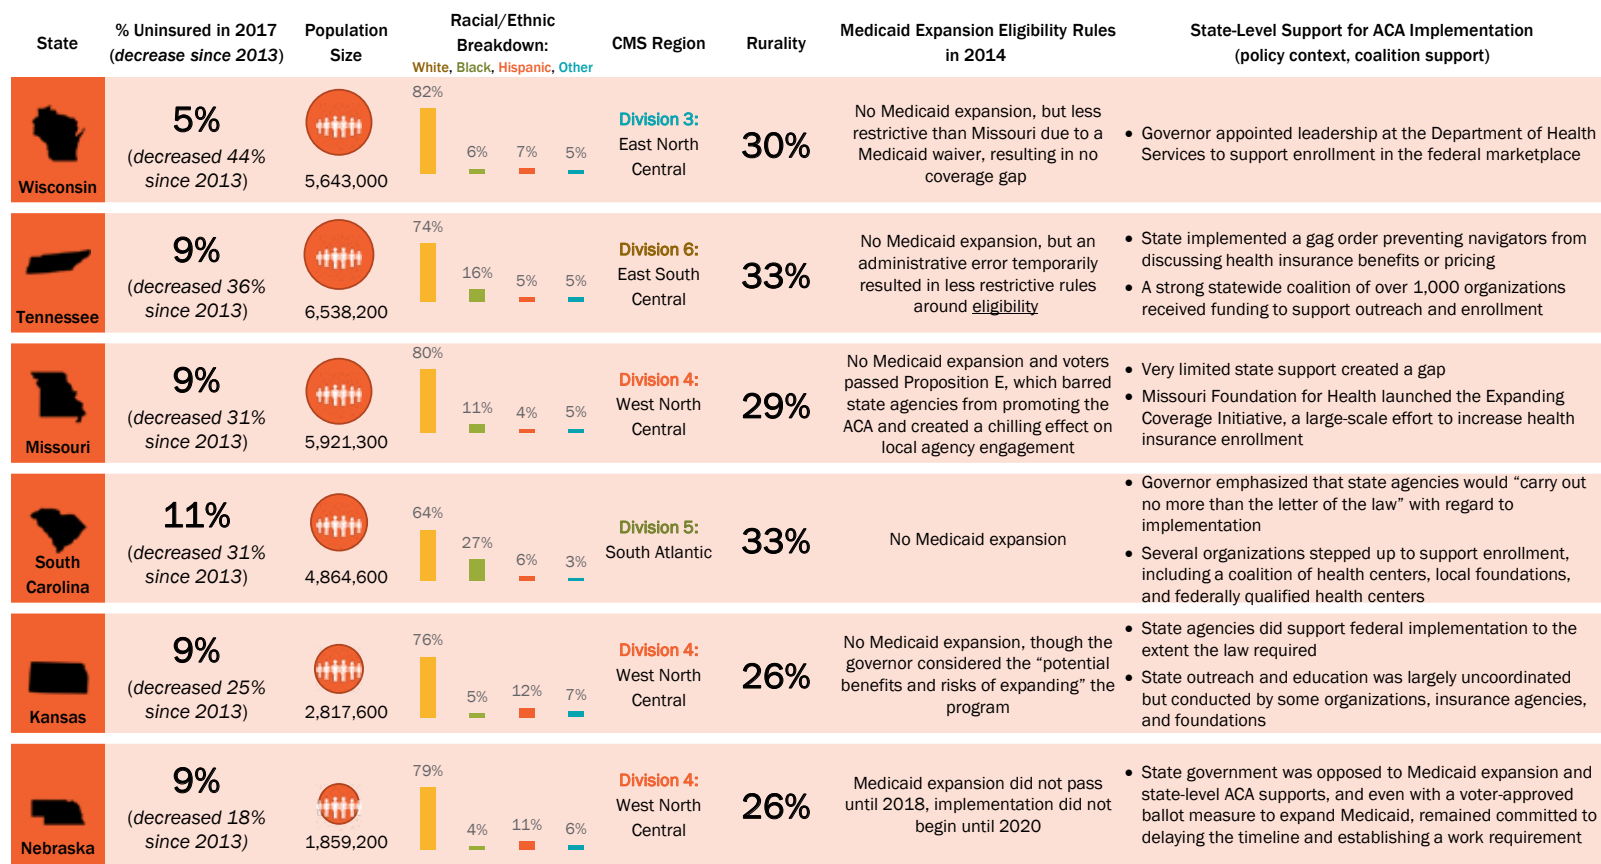 State
% Uninsured in 2017
(decrease since 2013)
Population
Size
Racial/Ethnic
Breakdown:
White, Black, Hispanic, Other
CMS Region
Rurality
Medicaid Expansion Eligibility Rules
in 2014
State-Level Support for ACA Implementation
(policy context, coalition support)
Wisconsin
5%
(decreased 44%
since 2013)
5,643,000
82%
6%
7%
5%
Division 3:
East North
Central
30%
No Medicaid expansion, but less
restrictive than Missouri due to a
Medicaid waiver, resulting in no
coverage gap
• Governor appointed leadership at the Department of Health
Services to support enrollment in the federal marketplace
Tennessee
9%
(decreased 36%
since 2013)
6,538,200
74%
16%
5%
5%
Division 6:
East South
Central
33%
No Medicaid expansion, but an
administrative error temporarily
resulted in less restrictive rules
around eligibility
• State implemented a gag order preventing navigators from
discussing health insurance benefits or pricing
• A strong statewide coalition of over 1,000 organizations
received funding to support outreach and enrollment
Missouri
9%
(decreased 31%
since 2013)
5,921,300
80%
11%
4%
5%
Division 4:
West North
Central
29%
No Medicaid expansion and voters
passed Proposition E, which barred
state agencies from promoting the
ACA and created a chilling effect on
local agency engagement
• Very limited state support created a gap
• Missouri Foundation for Health launched the Expanding
Coverage Initiative, a large-scale effort to increase health
insurance enrollment
South
Carolina
11%
(decreased 31%
since 2013)
4,864,600
64%
27%
6%
3%
Division 5:
South Atlantic
33%
No Medicaid expansion
• Governor emphasized that state agencies would “carry out
no more than the letter of the law” with regard to
implementation
• Several organizations stepped up to support enrollment,
including a coalition of health centers, local foundations,
and federally qualified health centers
Kansas
9%
(decreased 25%
since 2013)
2,817,600
76%
5%
12%
7%
Division 4:
West North
Central
26%
No Medicaid expansion, though the
governor considered the “potential
benefits and risks of expanding” the
program
• State agencies did support federal implementation to the
extent the law required
• State outreach and education was largely uncoordinated
but conducted by some organizations, insurance agencies,
and foundations
Nebraska
9%
(decreased 18%
since 2013)
1,859,200
79%
4%
11%
6%
Division 4:
West North
Central
26%
Medicaid expansion did not pass
until 2018, implementation did not
begin until 2020
• State government was opposed to Medicaid expansion and
state-level ACA supports, and even with a voter-approved
ballot measure to expand Medicaid, remained committed to
delaying the timeline and establishing a work requirement